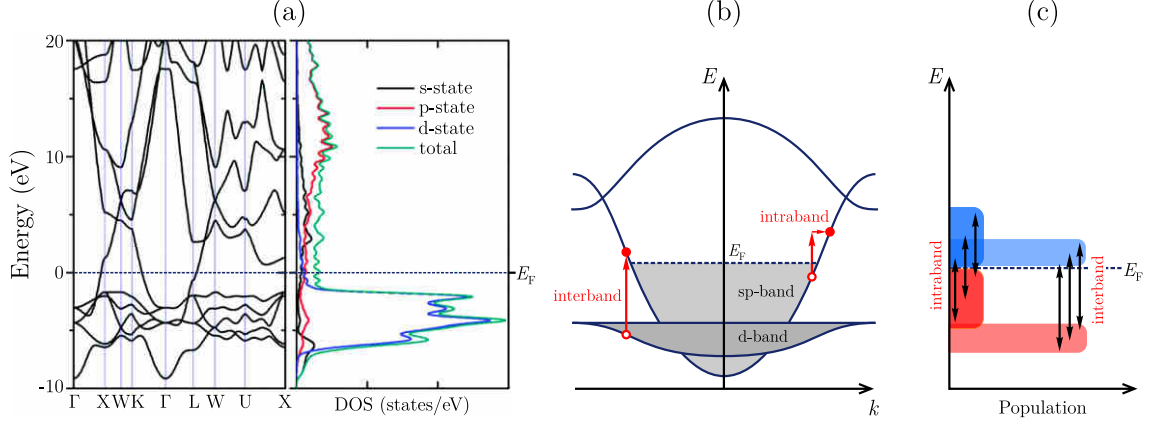 (a)
20
10
0
-10
Energy (eV)
Γ X W K Γ L W U X
s-state
p-state
d-state
total
E_F
DOS (states/eV)
(b)
E
intraband
E_F
interband
sp-band
d-band
k
(c)
E
intraband
interband
E_F
Population